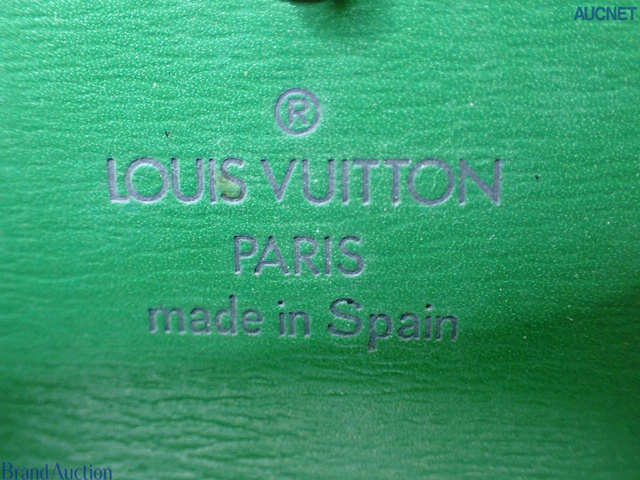 AUCNET
®
LOUIS VUITTON
PARIS
made in Spain
Brand Auction